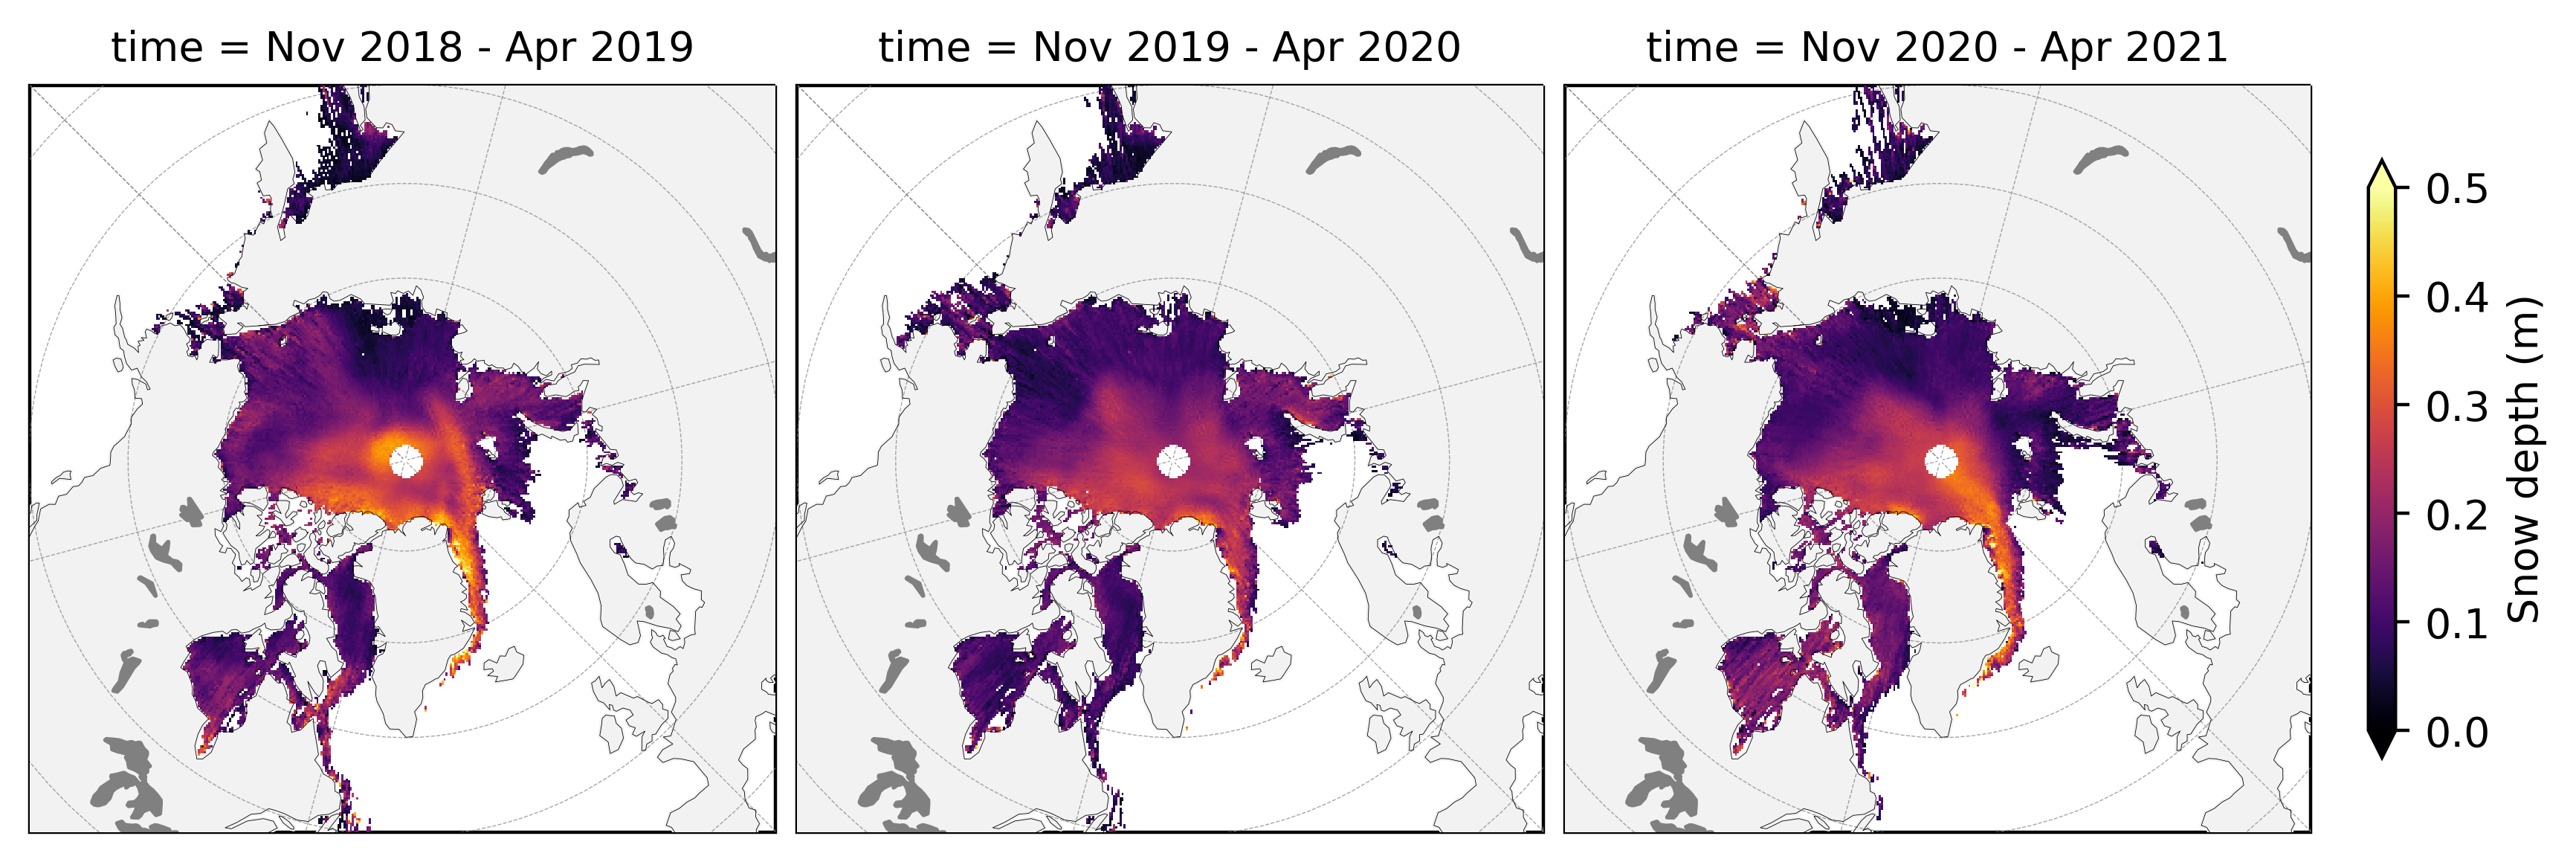 time = Nov 2018 - Apr 2019
time = Nov 2019 - Apr 2020
time = Nov 2020 - Apr 2021
0.5
0.4
0.3
0.2
0.1
0.0
Snow depth (m)